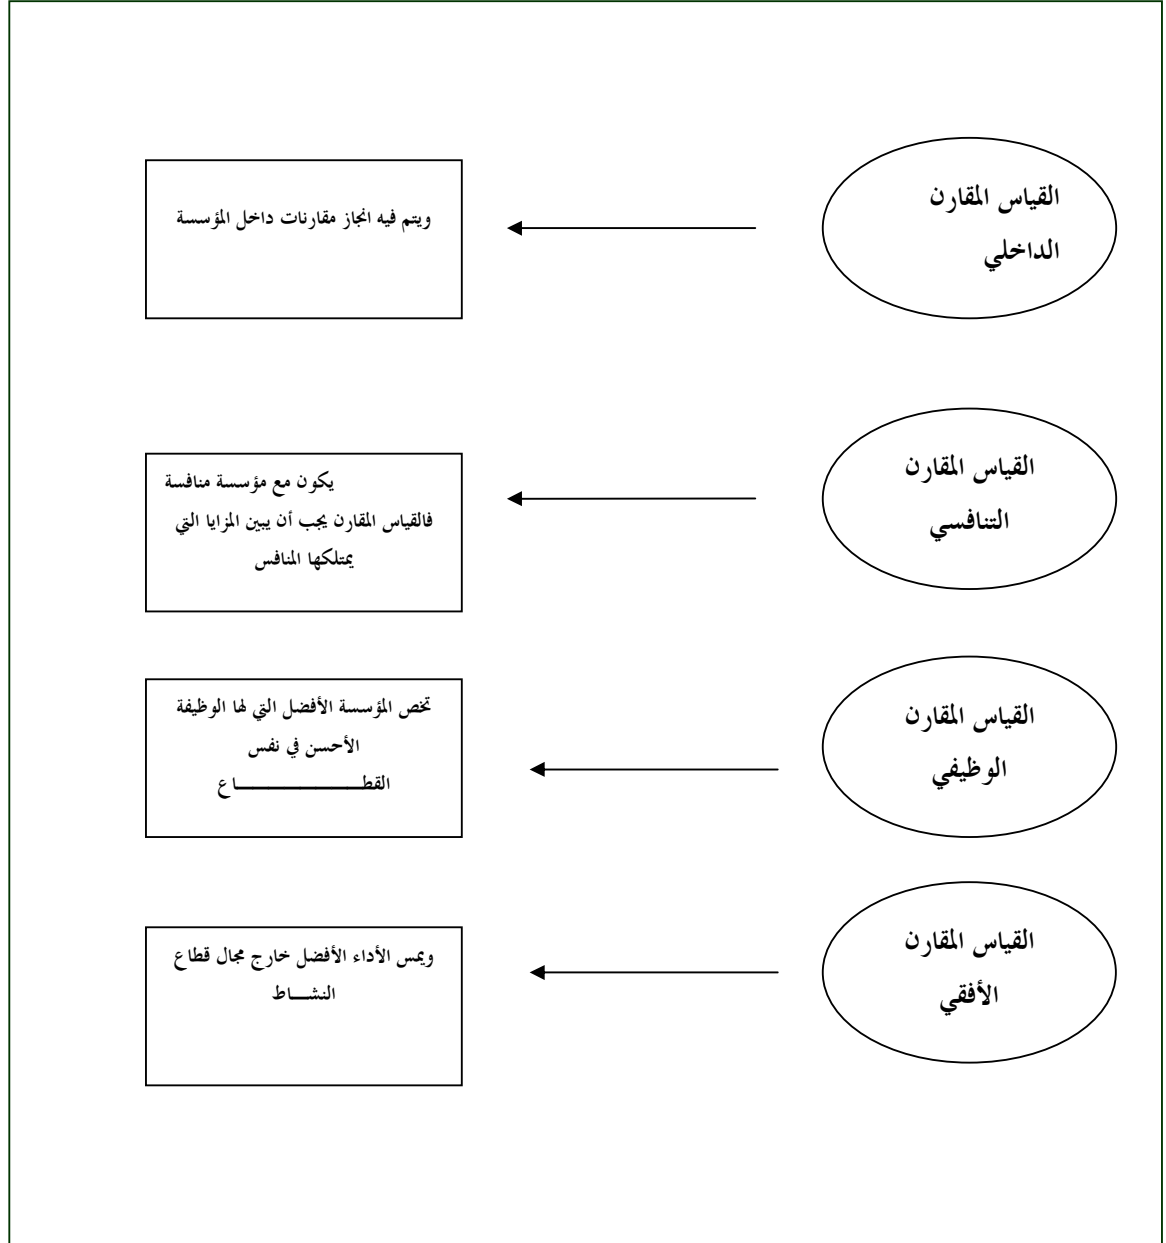 القياس المقارن
الداخلي
ويتم فيه انجاز مقارنات داخل المؤسسة
القياس المقارن
التنافسي
يكون مع مؤسسة منافسة
فالقياس المقارن يجب أن يبين المزايا التي
يمتلكها المنافس
القياس المقارن
الوظيفي
تخص المؤسسة الأفضل التي لها الوظيفة
الأحسن في نفس
القطـــــــــــــاع
القياس المقارن
الأفقي
ويمس الأداء الأفضل خارج مجال قطاع
النشــاط